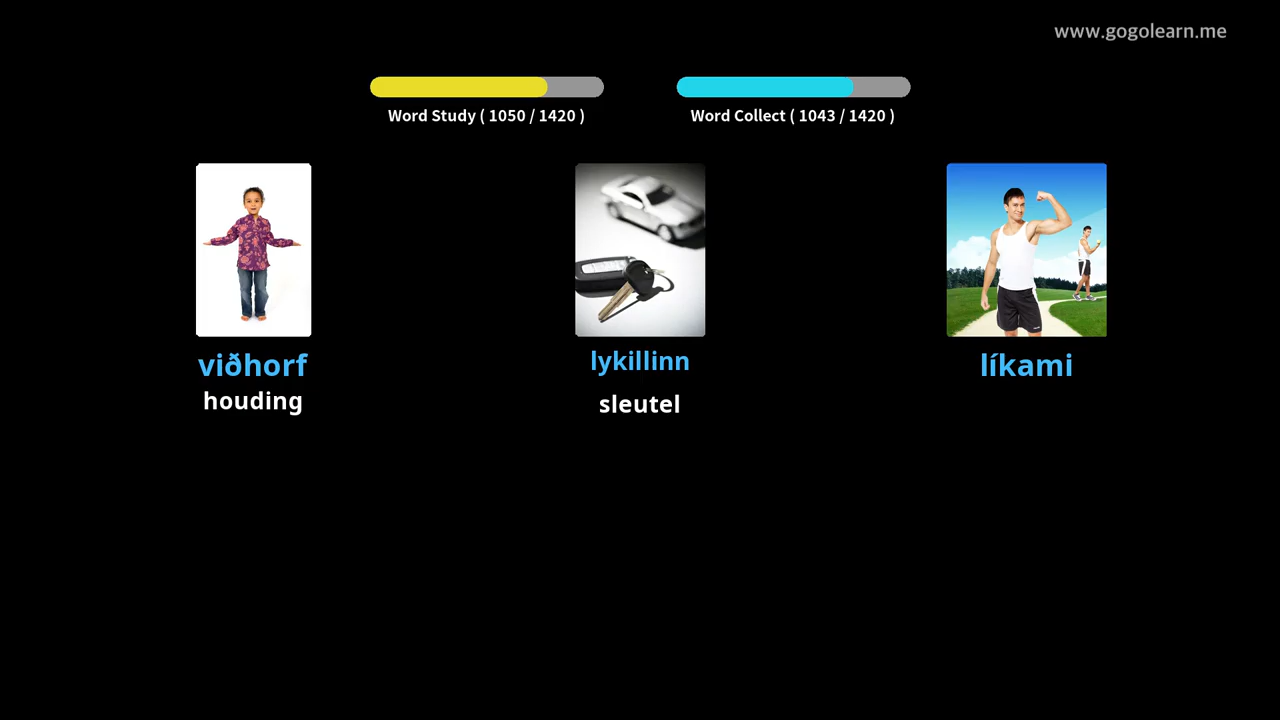 www.gogolearn.me
Word Study ( 1050 / 1420 )
Word Collect ( 1043 / 1420 )
viðhorf
houding
lykillinn
sleutel
líkami